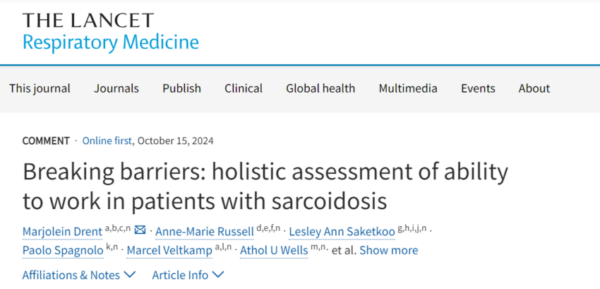 THE LANCET
Respiratory Medicine
This journal Journals Publish Clinical Global health Multimedia Events About
COMMENT · Online first, October 15, 2024
Breaking barriers: holistic assessment of ability
to work in patients with sarcoidosis
Marjolein Drent a,b,c,n · Anne-Marie Russell d,e,f,n · Lesley Ann Saketkoo g,h,i,j,n ·
Paolo Spagnolo k,n · Marcel Veltkamp a,l,n · Athol U Wells m,n. et al. Show more
Affiliations & Notes Article Info